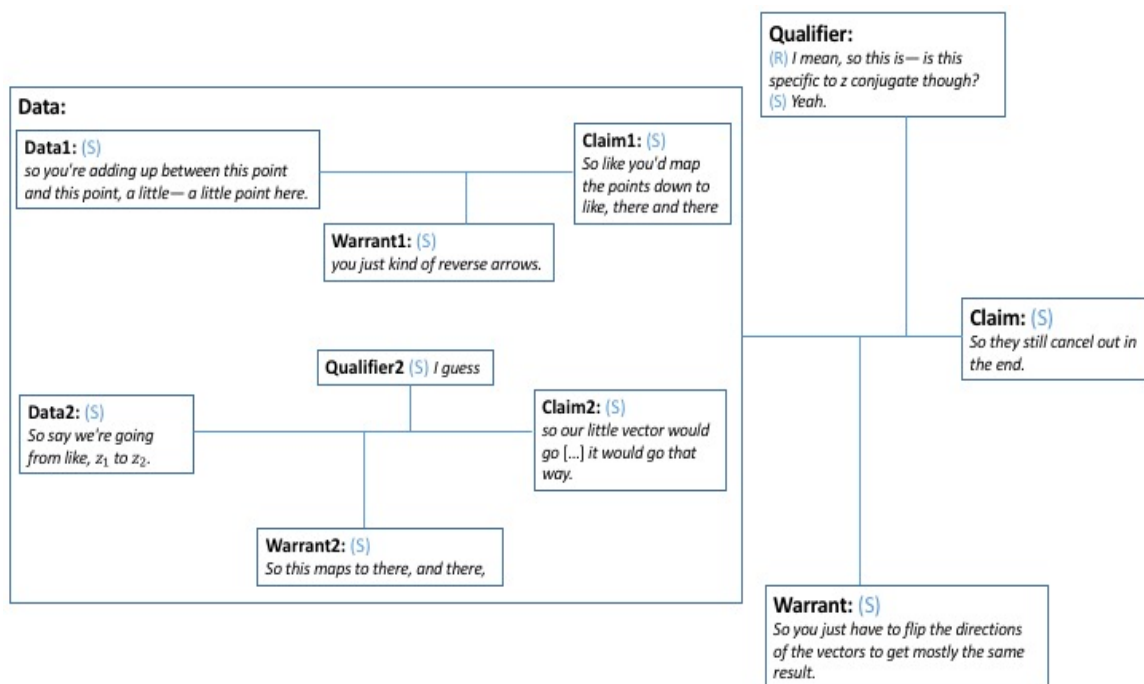 Qualifier:
(R) I mean, so this is— is this
specific to z conjugate though?
(S) Yeah.
Data:
Data1: (S)
so you're adding up between this point
and this point, a little— a little point here.
Claim1: (S)
So like you'd map
the points down to
like, there and there
Warrant1: (S)
you just kind of reverse arrows.
Qualifier2 (S) I guess
Data2: (S)
So say we're going
from like, z₁ to z₂.
Claim2: (S)
so our little vector would
go [...] it would go that
way.
Warrant2: (S)
So this maps to there, and there,
Claim: (S)
So they still cancel out in
the end.
Warrant: (S)
So you just have to flip the directions
of the vectors to get mostly the same
result.